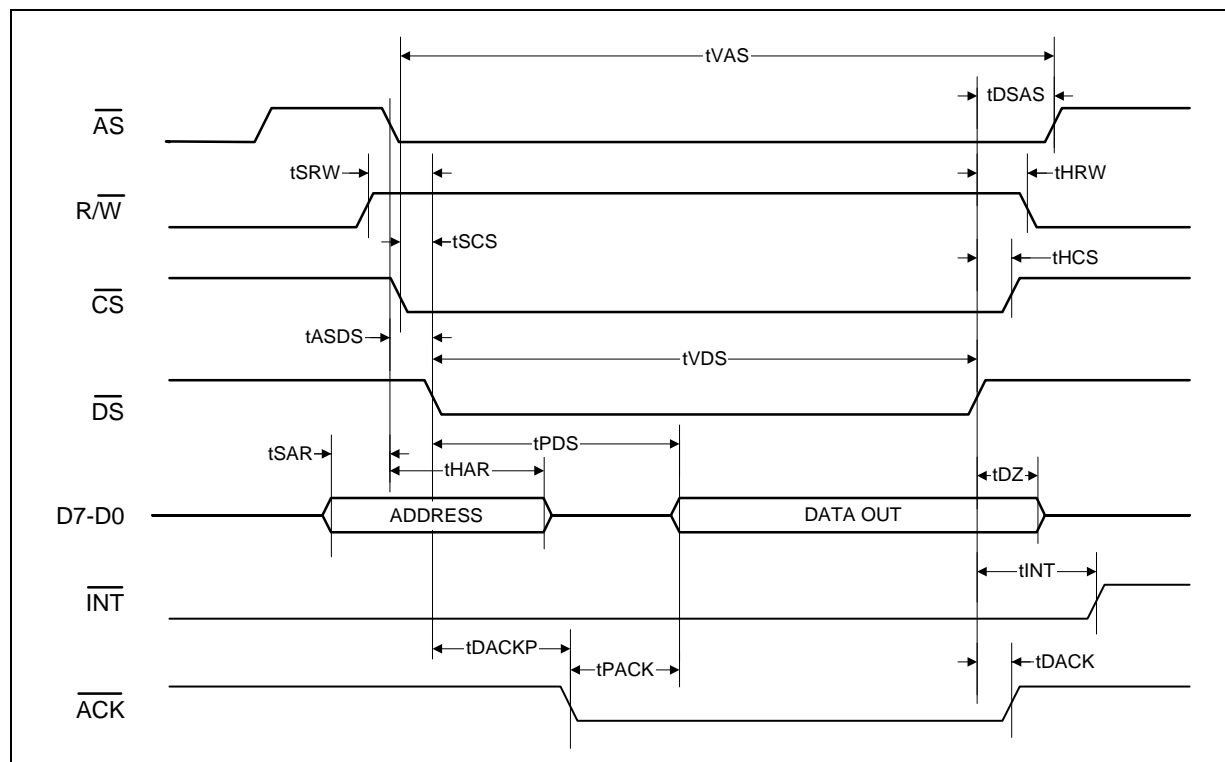 tVAS
tDSAS
AS
tSRW
tHRW
R/W
tSCS
tHCS
CS
tASDS
tVDS
DS
tPDS
tSAR
tHAR
tDZ
D7-D0
ADDRESS
DATA OUT
tINT
INT
tDACKP
tPACK
tDACK
ACK